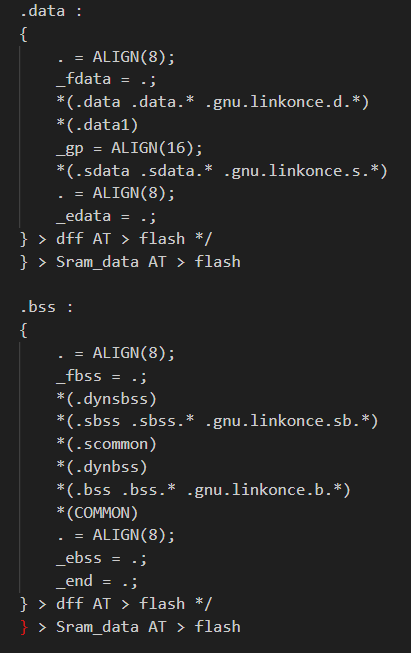 .data :
{
    . = ALIGN(8);
    _fdata = .;
    *(.data .data.* .gnu.linkonce.d.*)
    *(.data1)
    _gp = ALIGN(16);
    *(.sdata .sdata.* .gnu.linkonce.s.*)
    . = ALIGN(8);
    _edata = .;
} > dff AT > flash */
} > Sram_data AT > flash

.bss :
{
    . = ALIGN(8);
    _fbss = .;
    *(.dynsbss)
    *(.sbss .sbss.* .gnu.linkonce.sb.*)
    *(.scommon)
    *(.dynbss)
    *(.bss .bss.* .gnu.linkonce.b.*)
    *(COMMON)
    . = ALIGN(8);
    _ebss = .;
    _end = .;
} > dff AT > flash */
} > Sram_data AT > flash